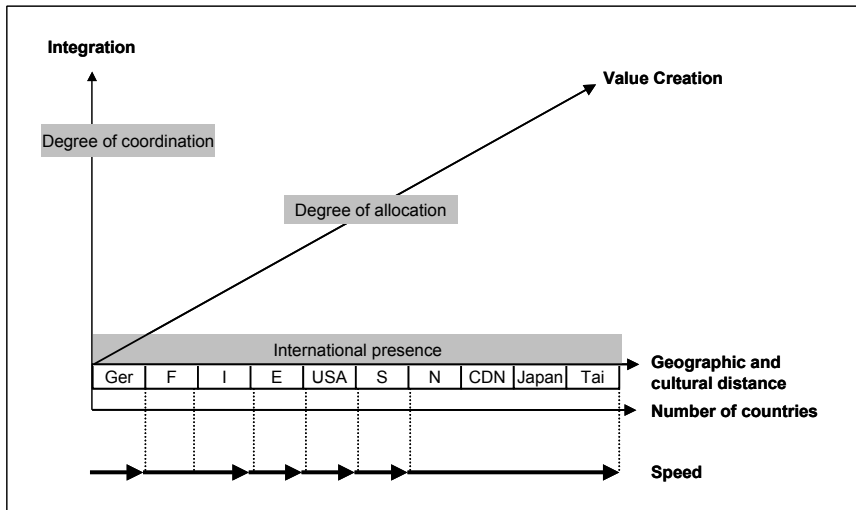 Integration
Value Creation
Degree of coordination
Degree of allocation
International presence
Ger F I E USA S N CDN Japan Tai
Geographic and
cultural distance
Number of countries
Speed